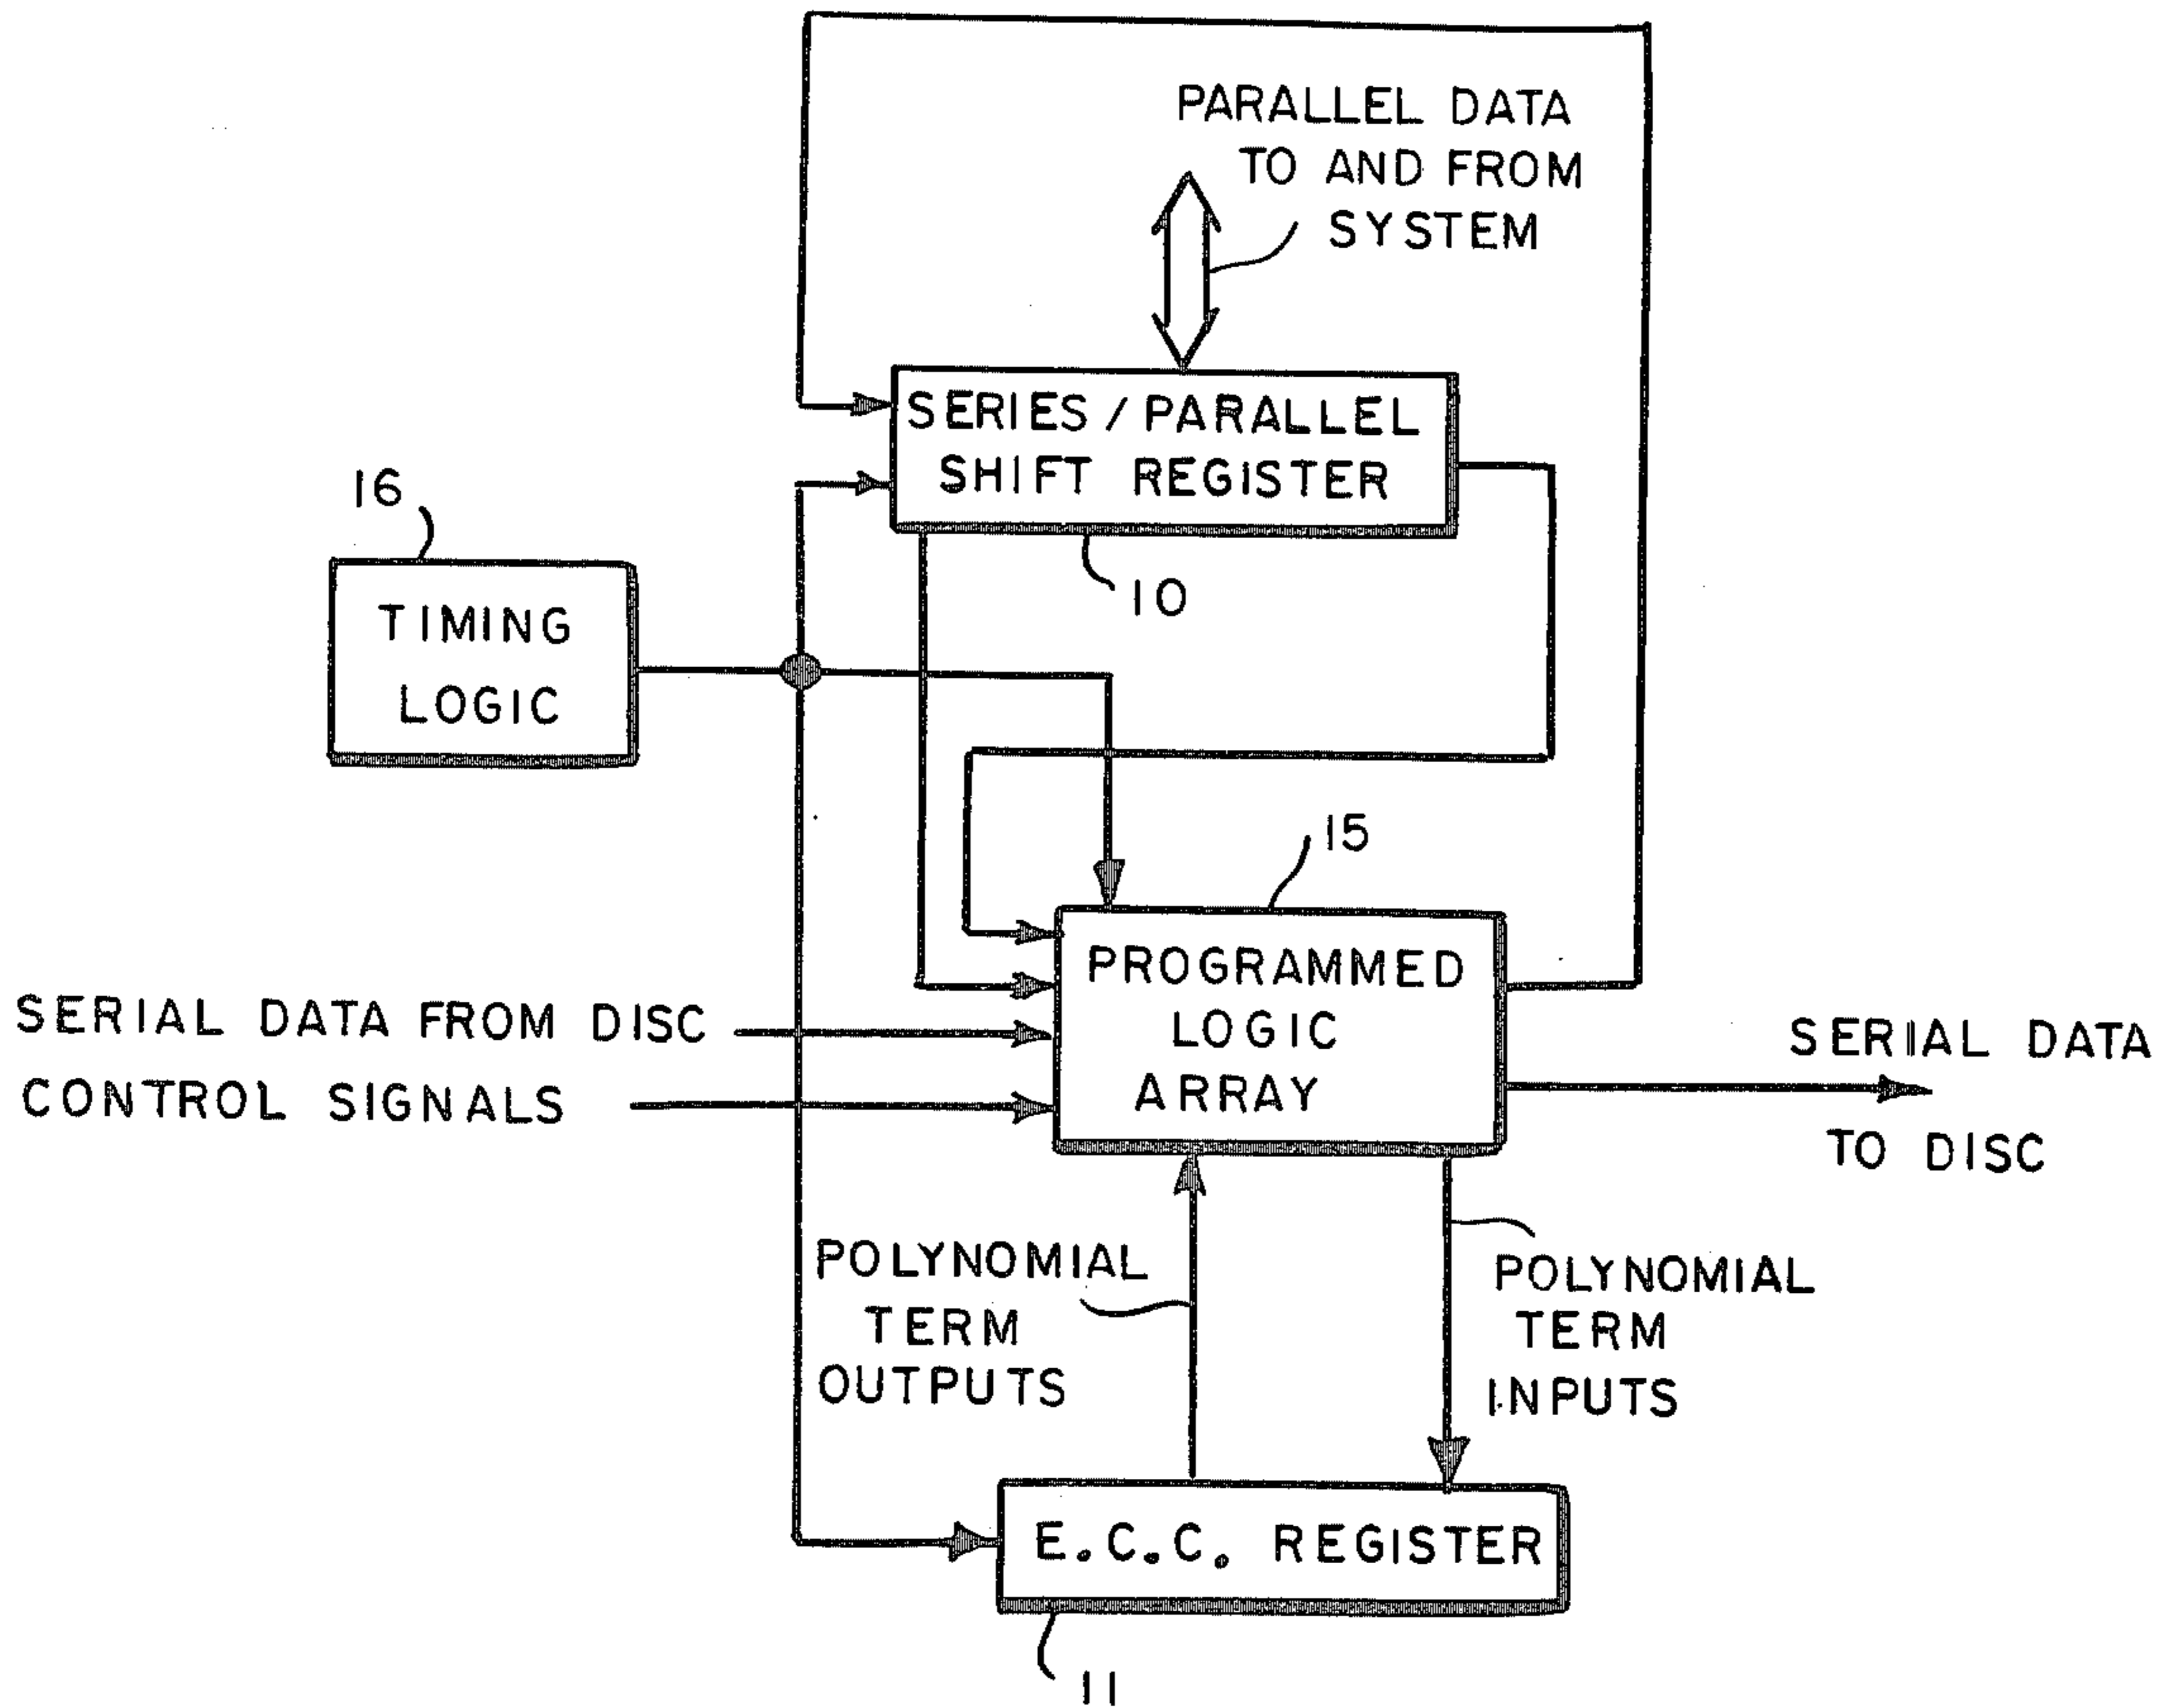 PARALLEL DATA
TO AND FROM
SYSTEM
SERIES / PARALLEL
SHIFT REGISTER
16
10
TIMING
LOGIC
15
PROGRAMMED
LOGIC
ARRAY
SERIAL DATA FROM DISC
CONTROL SIGNALS
SERIAL DATA
TO DISC
POLYNOMIAL
TERM
OUTPUTS
POLYNOMIAL
TERM
INPUTS
E.C.C. REGISTER
11